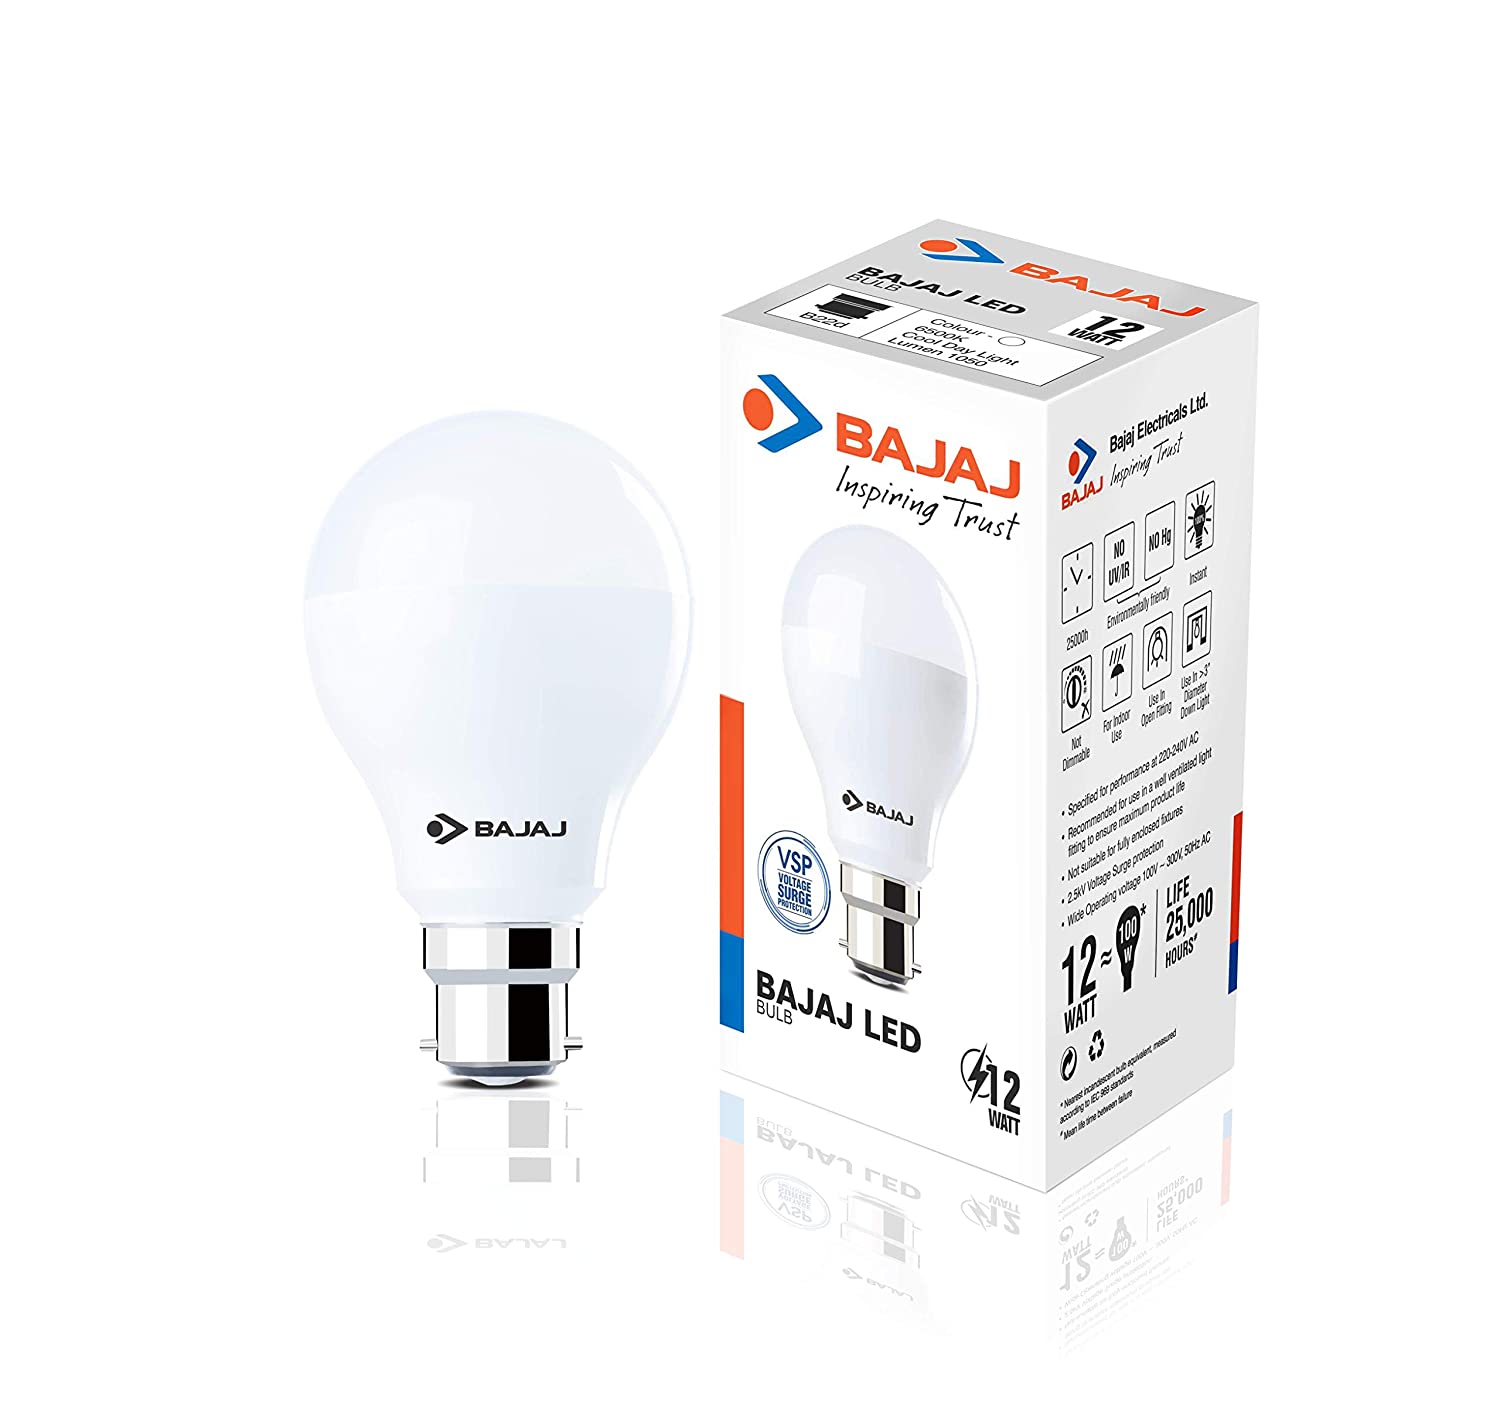 BAJAJ
BAJAJ
BAJAJ LED
BULB
12
WATT
B22d
Colour -
6500K
Cool Day Light
Lumen 1050
BAJAJ
Inspiring Trust
BAJAJ
VSP
VOLTAGE
SURGE
PROTECTION
BAJAJ LED
BULB
12
WATT
BAJAJ
Bajaj Electricals Ltd.
Inspiring Trust
25000h
NO
UV/IR
NO Hg
Environmentally friendly
100%
Instant
Not
Dimmable
For Indoor
Use
Use In
Open Fitting
Use In >3"
Diameter
Down Light
• Specified for performance at 220-240V AC
• Recommended for use in a well ventilated light
fitting to ensure maximum product life
• Not suitable for fully enclosed fixtures
• 2.5kV Voltage Surge protection
• Wide Operating voltage 100V ~ 300V, 50Hz AC
12
WATT
≈
100
W
*
LIFE
25,000
HOURS#
* Nearest incandescent bulb equivalent, measured
according to IEC 969 standards
# Mean life time between failure